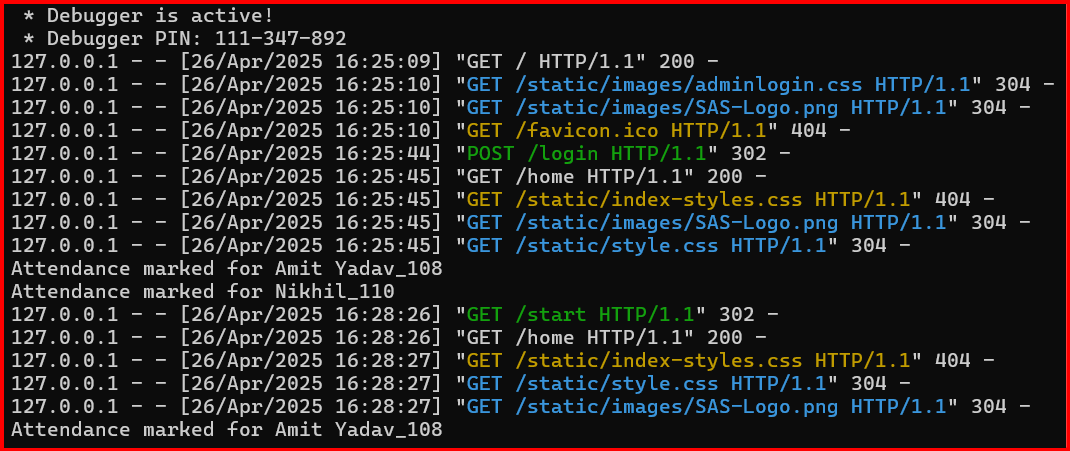 * Debugger is active!
* Debugger PIN: 111-347-892
127.0.0.1 - - [26/Apr/2025 16:25:09] "GET / HTTP/1.1" 200 -
127.0.0.1 - - [26/Apr/2025 16:25:10] "GET /static/images/adminlogin.css HTTP/1.1" 304 -
127.0.0.1 - - [26/Apr/2025 16:25:10] "GET /static/images/SAS-Logo.png HTTP/1.1" 304 -
127.0.0.1 - - [26/Apr/2025 16:25:10] "GET /favicon.ico HTTP/1.1" 404 -
127.0.0.1 - - [26/Apr/2025 16:25:44] "POST /login HTTP/1.1" 302 -
127.0.0.1 - - [26/Apr/2025 16:25:45] "GET /home HTTP/1.1" 200 -
127.0.0.1 - - [26/Apr/2025 16:25:45] "GET /static/index-styles.css HTTP/1.1" 404 -
127.0.0.1 - - [26/Apr/2025 16:25:45] "GET /static/images/SAS-Logo.png HTTP/1.1" 304 -
127.0.0.1 - - [26/Apr/2025 16:25:45] "GET /static/style.css HTTP/1.1" 304 -
Attendance marked for Amit Yadav_108
Attendance marked for Nikhil_110
127.0.0.1 - - [26/Apr/2025 16:28:26] "GET /start HTTP/1.1" 302 -
127.0.0.1 - - [26/Apr/2025 16:28:26] "GET /home HTTP/1.1" 200 -
127.0.0.1 - - [26/Apr/2025 16:28:27] "GET /static/index-styles.css HTTP/1.1" 404 -
127.0.0.1 - - [26/Apr/2025 16:28:27] "GET /static/style.css HTTP/1.1" 304 -
127.0.0.1 - - [26/Apr/2025 16:28:27] "GET /static/images/SAS-Logo.png HTTP/1.1" 304 -
Attendance marked for Amit Yadav_108